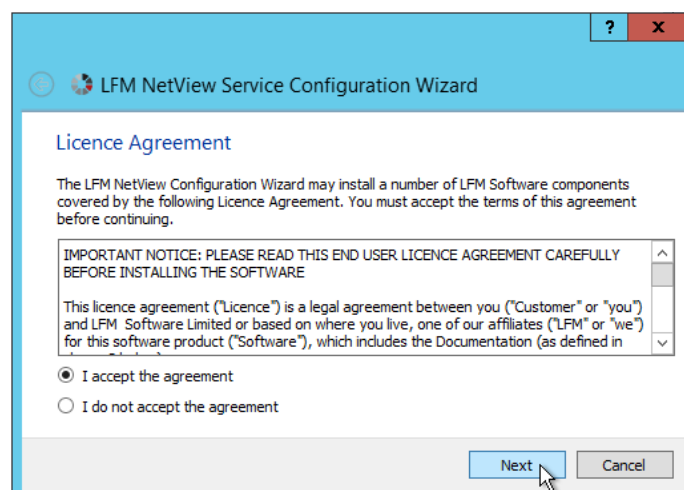 ?
x
LFM NetView Service Configuration Wizard
Licence Agreement
The LFM NetView Configuration Wizard may install a number of LFM Software components
covered by the following Licence Agreement. You must accept the terms of this agreement
before continuing.
IMPORTANT NOTICE: PLEASE READ THIS END USER LICENCE AGREEMENT CAREFULLY
BEFORE INSTALLING THE SOFTWARE
This licence agreement ("Licence") is a legal agreement between you ("Customer" or "you")
and LFM Software Limited or based on where you live, one of our affiliates ("LFM" or "we")
for this software product ("Software"), which includes the Documentation (as defined in
I accept the agreement
I do not accept the agreement
Next
Cancel